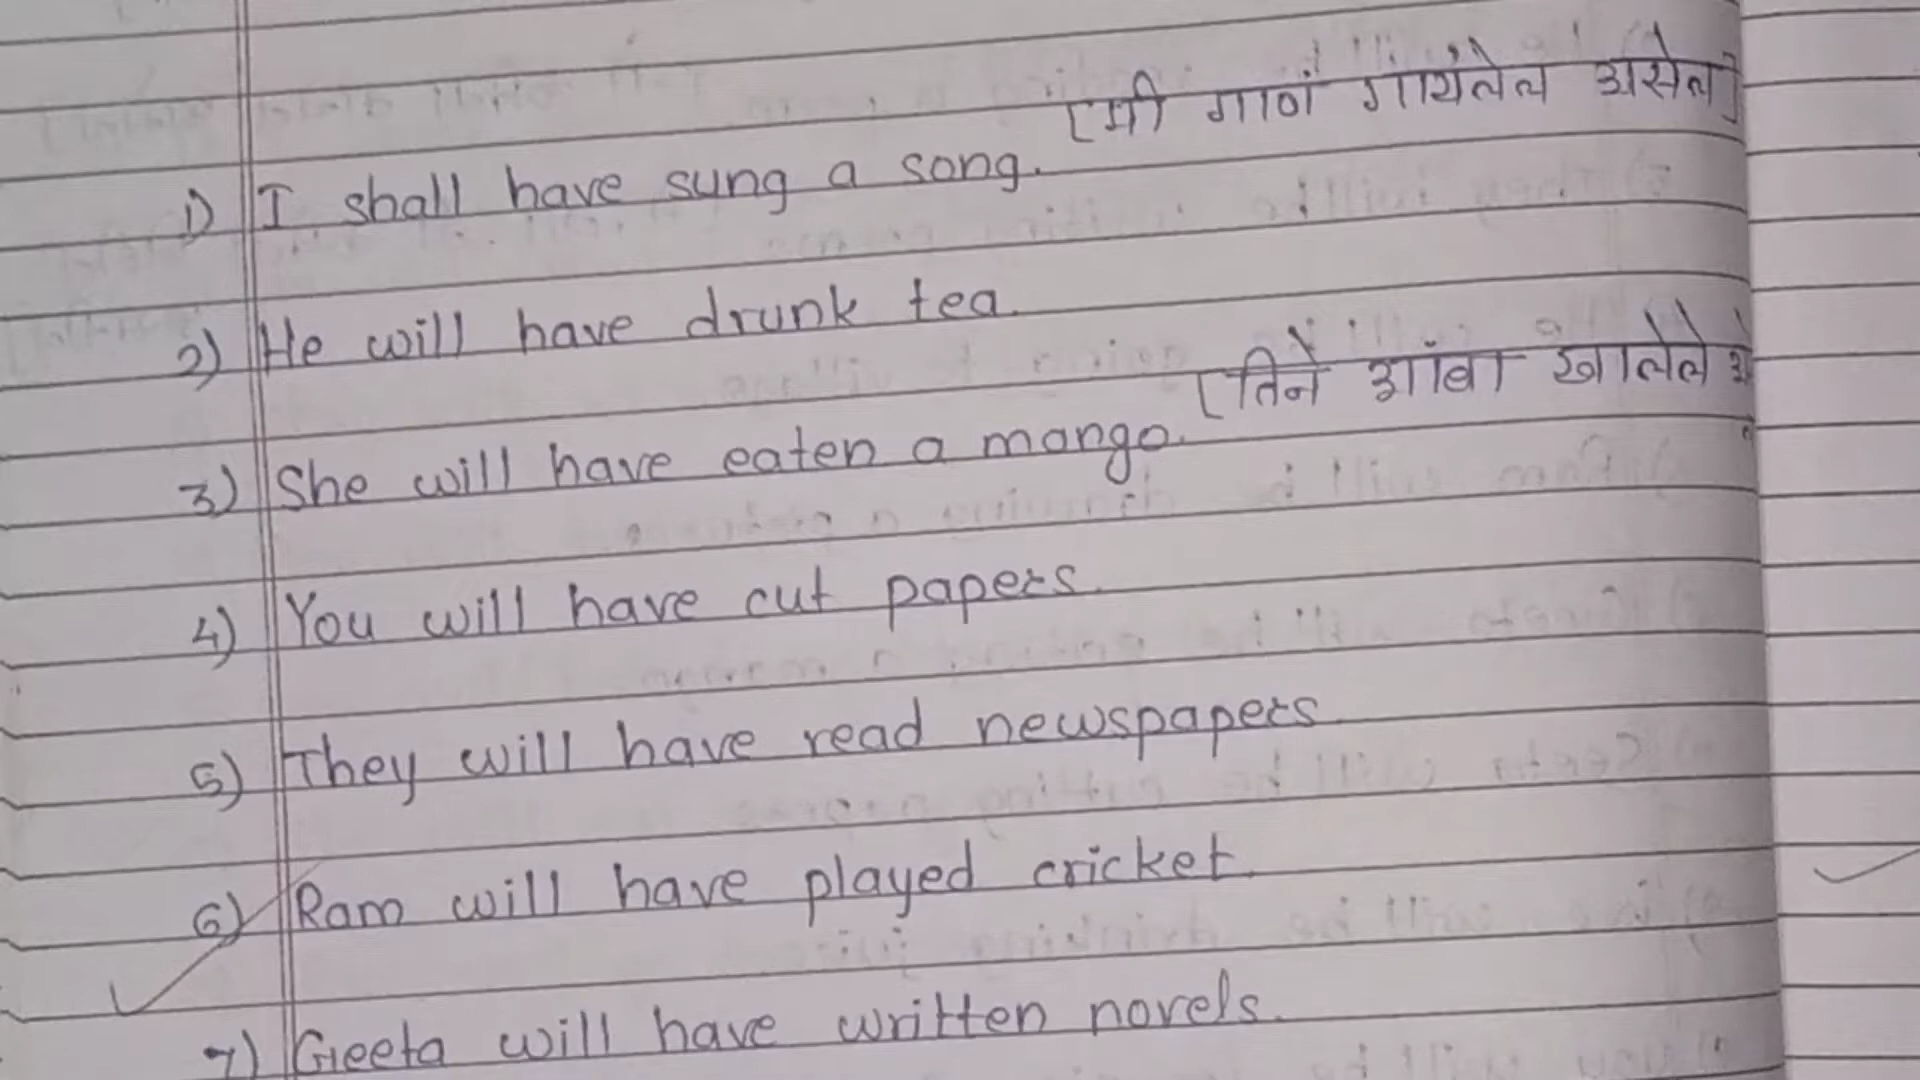 [मी गाणं गायलेल असेल]
1) I shall have sung a song.
2) He will have drunk tea.
[तिने आंबा खालेले
3) She will have eaten a mango.
4) You will have cut papers.
5) They will have read newspapers
6) Ram will have played cricket.
7) Geeta will have written novels.